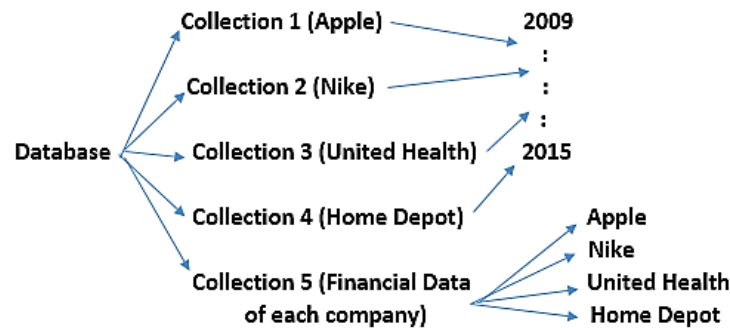 Collection 1 (Apple) 2009
:
Collection 2 (Nike) :
:
Database Collection 3 (United Health) 2015
Collection 4 (Home Depot)
Apple
Nike
Collection 5 (Financial Data United Health
of each company) Home Depot